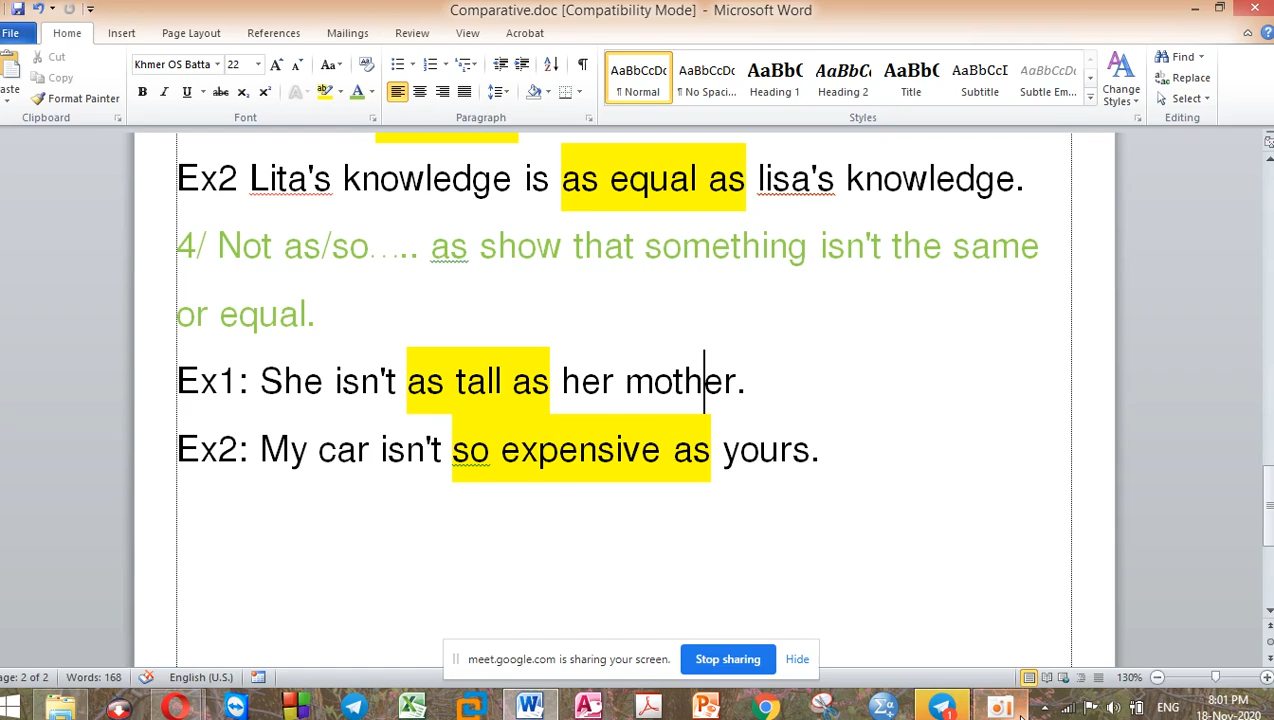 Comparative.doc [Compatibility Mode] - Microsoft Word
File Home Insert Page Layout References Mailings Review View Acrobat
Cut
Copy
Format Painter
Clipboard
Khmer OS Batta 22
Font
Paragraph
AaBbCcDc AaBbCcDc AaBbC AaBbCc AaBbC AaBbCcI AaBbCcDc
¶ Normal ¶ No Spaci... Heading 1 Heading 2 Title Subtitle Subtle Em...
Styles
Change
Styles
Find
Replace
Select
Editing
Ex2 Lita's knowledge is as equal as lisa's knowledge.
4/ Not as/so..... as show that something isn't the same
or equal.
Ex1: She isn't as tall as her mother.
Ex2: My car isn't so expensive as yours.
meet.google.com is sharing your screen. Stop sharing Hide
age: 2 of 2 Words: 168 English (U.S.) 130%
ENG 8:01 PM
18-Nov-2020